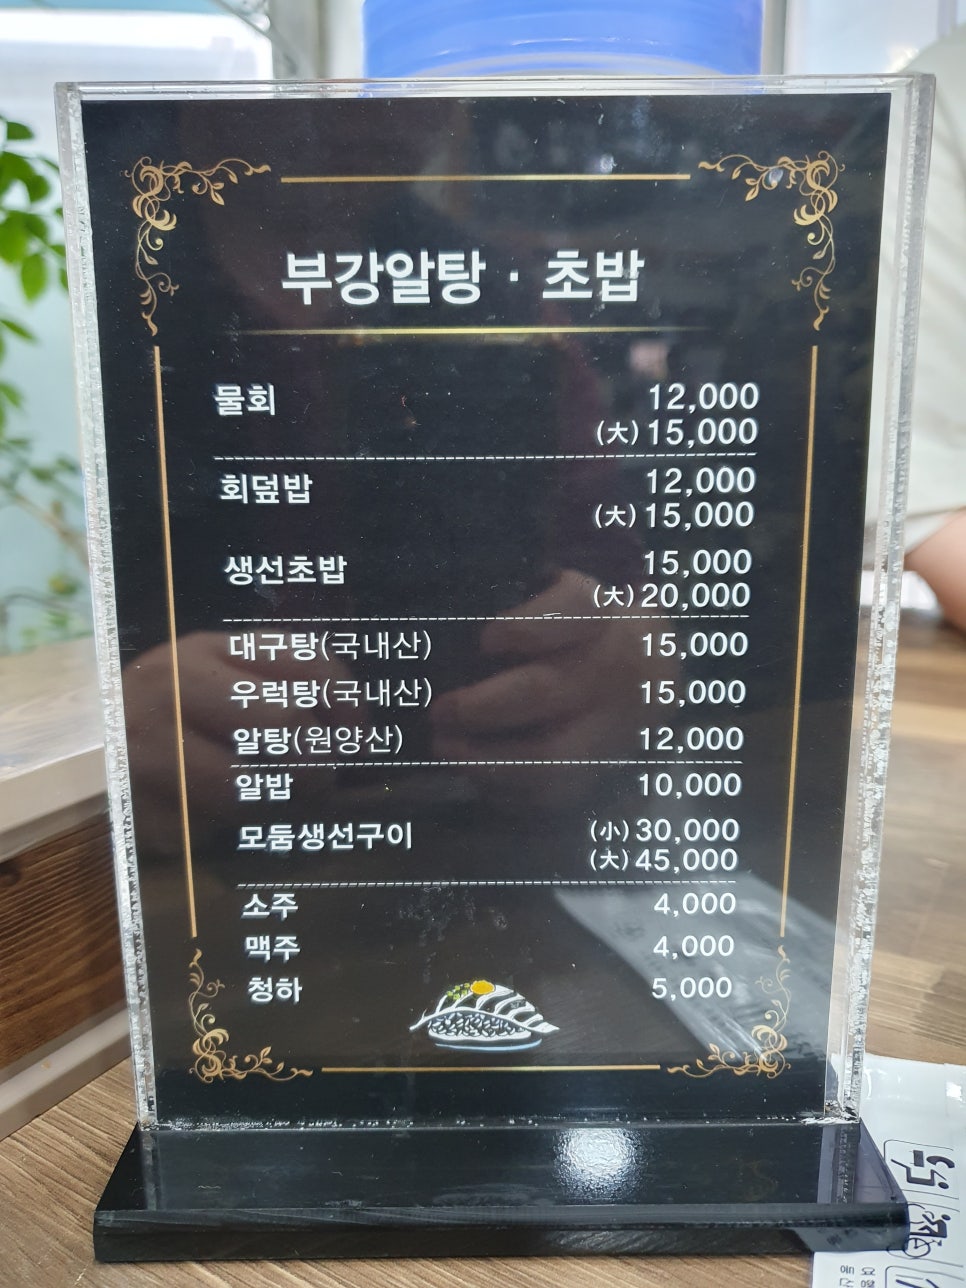 부강알탕 · 초밥
물회 12,000
(大) 15,000
회덮밥 12,000
(大) 15,000
생선초밥 15,000
(大) 20,000
대구탕(국내산) 15,000
우럭탕(국내산) 15,000
알탕(원양산) 12,000
알밥 10,000
모둠생선구이 (小) 30,000
(大) 45,000
소주 4,000
맥주 4,000
청하 5,000